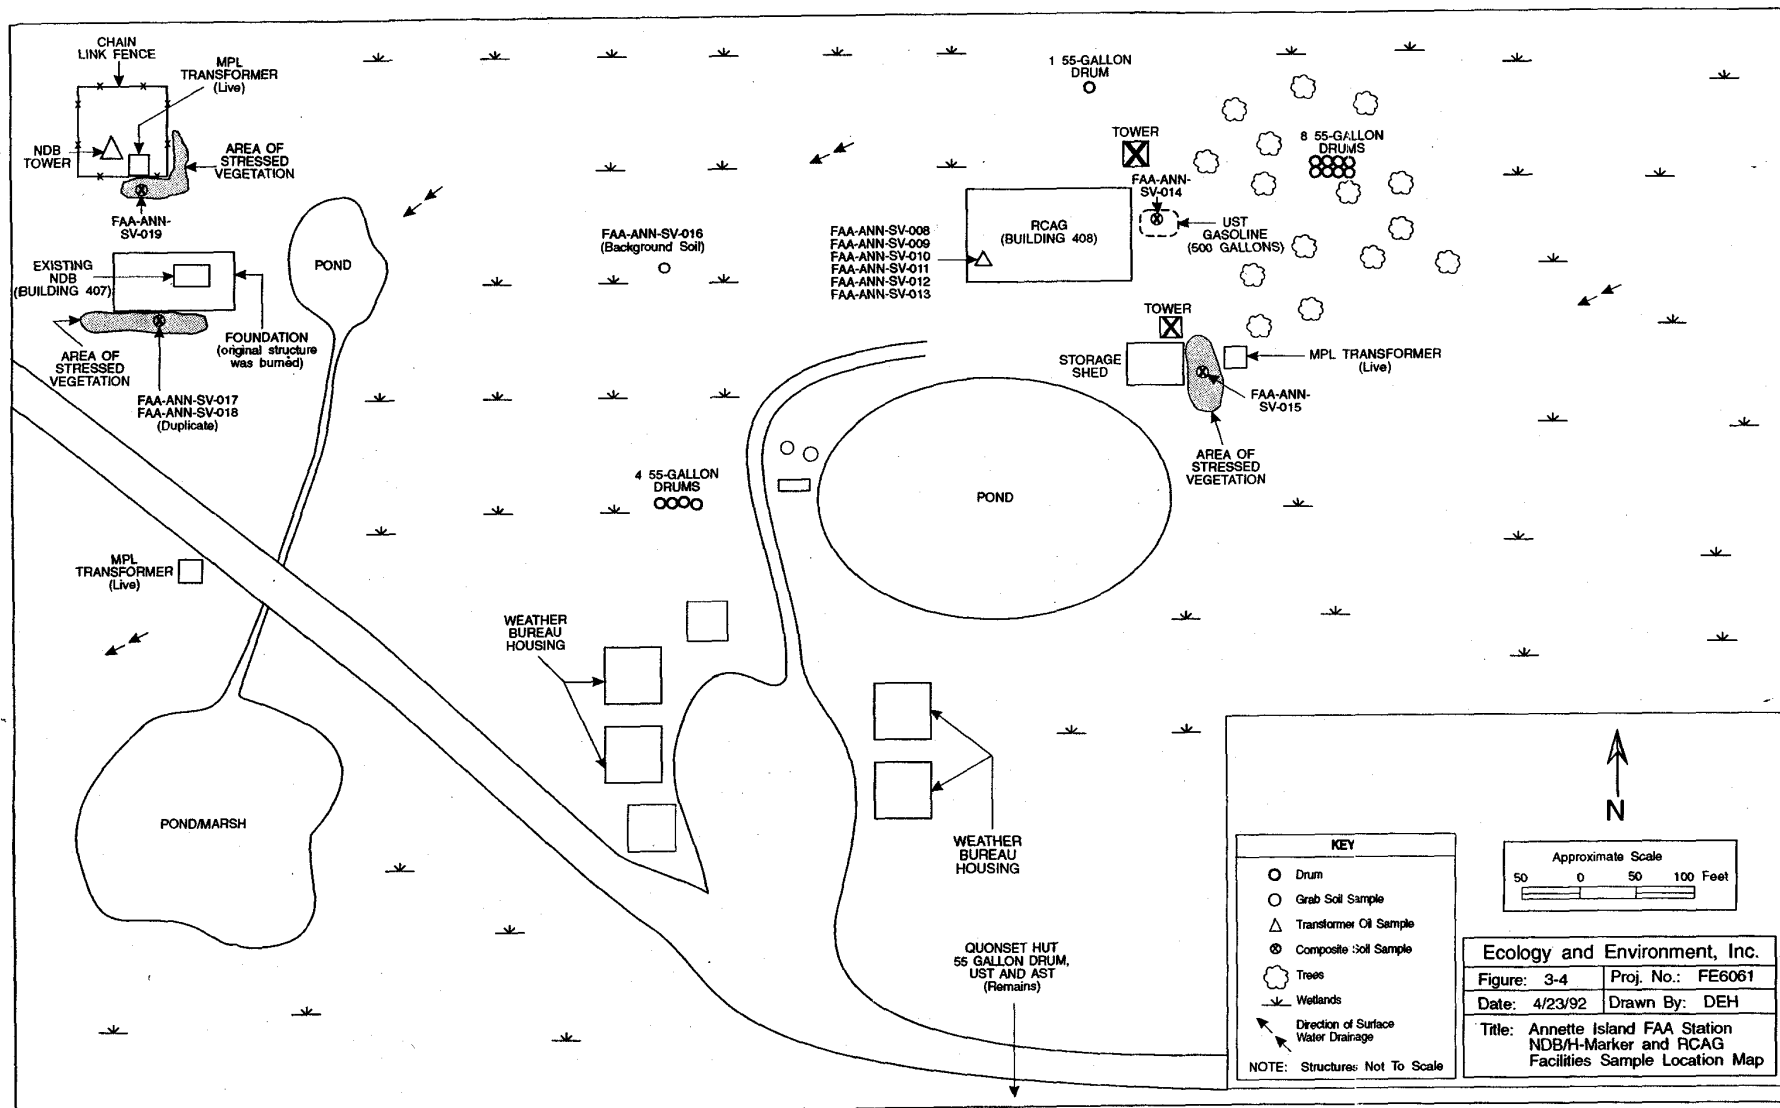 CHAIN
LINK FENCE
MPL
TRANSFORMER
(Live)
NDB
TOWER
AREA OF
STRESSED
VEGETATION
FAA-ANN-
SV-019
EXISTING
NDB
(BUILDING 407)
AREA OF
STRESSED
VEGETATION
FOUNDATION
(original structure
was burned)
FAA-ANN-SV-017
FAA-ANN-SV-018
(Duplicate)
POND
FAA-ANN-SV-016
(Background Soil)
1 55-GALLON
DRUM
TOWER
8 55-GALLON
DRUMS
FAA-ANN-
SV-014
RCAG
(BUILDING 408)
UST
GASOLINE
(500 GALLONS)
FAA-ANN-SV-008
FAA-ANN-SV-009
FAA-ANN-SV-010
FAA-ANN-SV-011
FAA-ANN-SV-012
FAA-ANN-SV-013
TOWER
STORAGE
SHED
MPL TRANSFORMER
(Live)
FAA-ANN-
SV-015
AREA OF
STRESSED
VEGETATION
4 55-GALLON
DRUMS
POND
MPL
TRANSFORMER
(Live)
WEATHER
BUREAU
HOUSING
POND/MARSH
WEATHER
BUREAU
HOUSING
QUONSET HUT
55 GALLON DRUM,
UST AND AST
(Remains)
N
KEY
Drum
Grab Soil Sample
Transformer Oil Sample
Composite Soil Sample
Trees
Wetlands
Direction of Surface
Water Drainage
NOTE: Structures Not To Scale
Approximate Scale
50 0 50 100 Feet
Ecology and Environment, Inc.
Figure: 3-4 Proj. No.: FE6061
Date: 4/23/92 Drawn By: DEH
Title: Annette Island FAA Station
NDB/H-Marker and RCAG
Facilities Sample Location Map